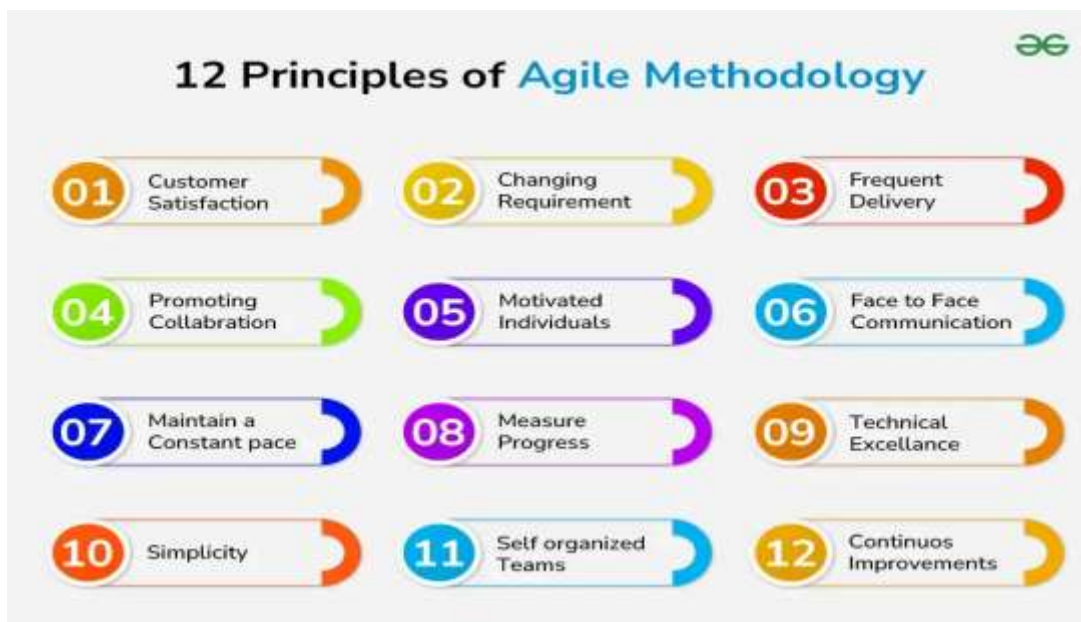 12 Principles of Agile Methodology
01
Customer
Satisfaction
02
Changing
Requirement
03
Frequent
Delivery
04
Promoting
Collabration
05
Motivated
Individuals
06
Face to Face
Communication
07
Maintain a
Constant pace
08
Measure
Progress
09
Technical
Excellance
10
Simplicity
11
Self organized
Teams
12
Continuos
Improvements